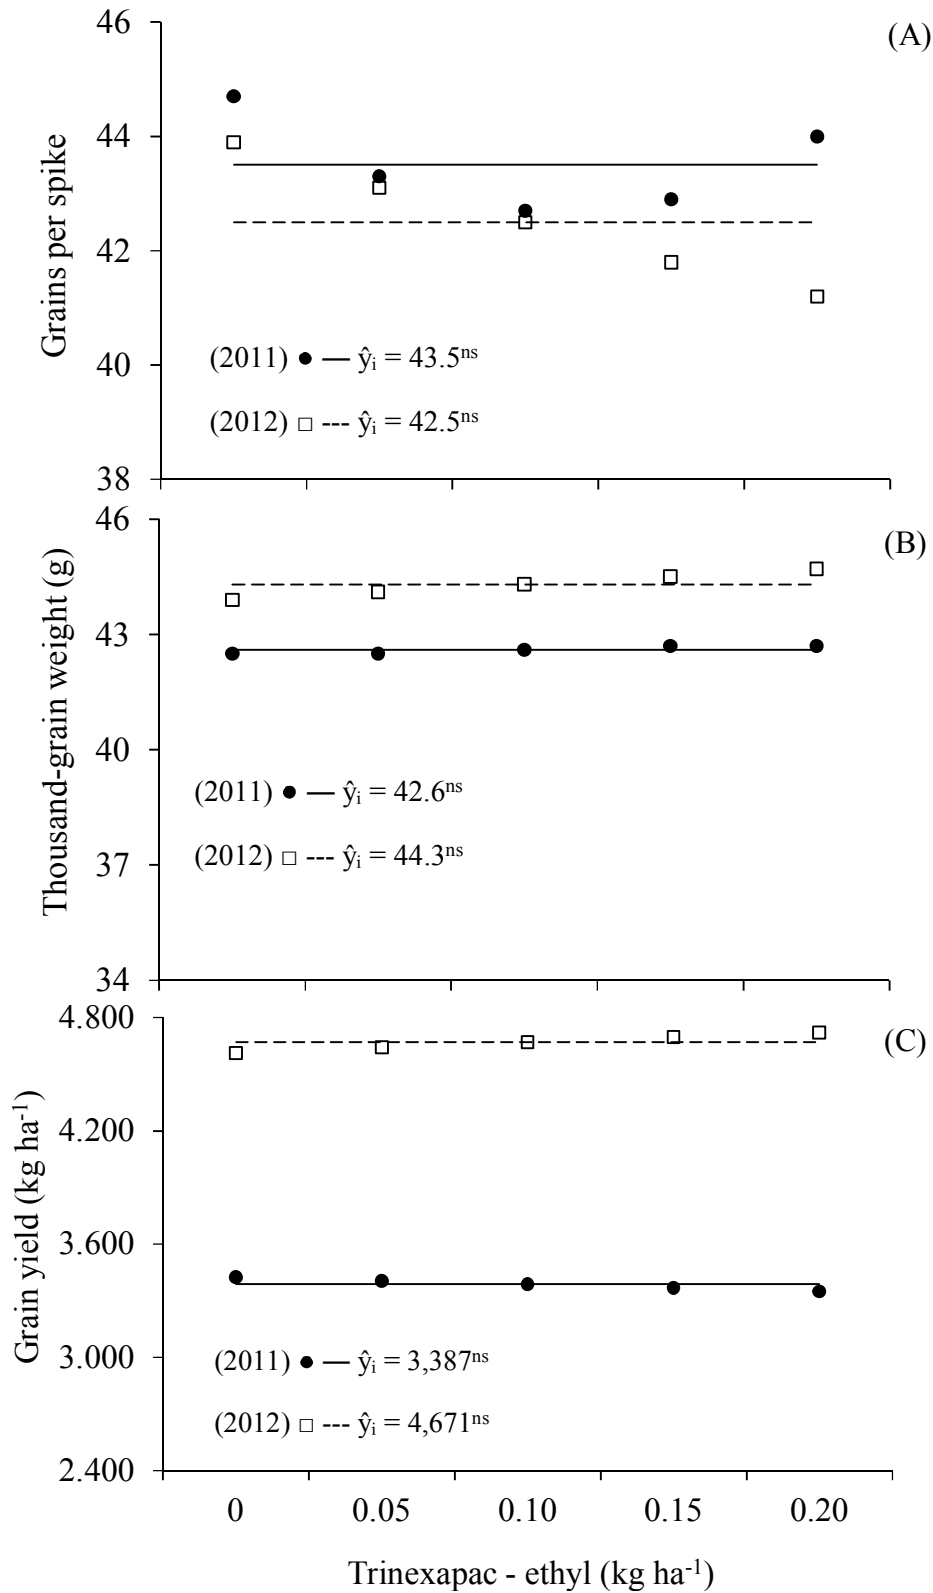 (A)
Grains per spike
46
44
42
40
38
(2011) ● — ŷᵢ = 43.5ⁿˢ
(2012) □ --- ŷᵢ = 42.5ⁿˢ
(B)
Thousand-grain weight (g)
46
43
40
37
34
(2011) ● — ŷᵢ = 42.6ⁿˢ
(2012) □ --- ŷᵢ = 44.3ⁿˢ
(C)
Grain yield (kg ha⁻¹)
4.800
4.200
3.600
3.000
2.400
(2011) ● — ŷᵢ = 3,387ⁿˢ
(2012) □ --- ŷᵢ = 4,671ⁿˢ
0 0.05 0.10 0.15 0.20
Trinexapac - ethyl (kg ha⁻¹)